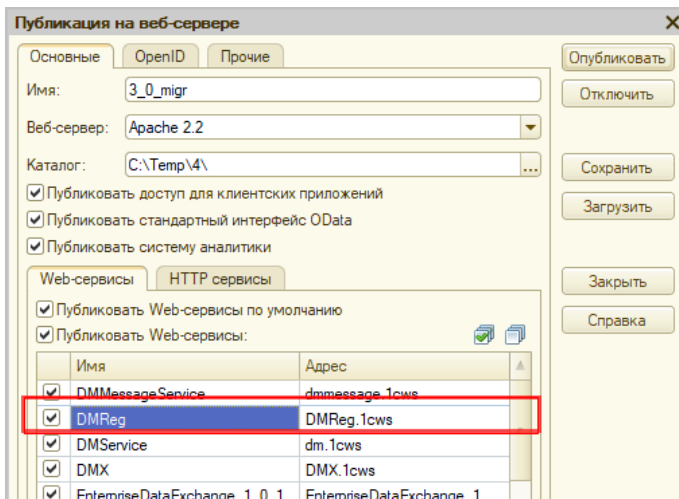 Публикация на веб-сервере
Основные OpenID Прочие
Опубликовать
Имя: 3_0_migr
Отключить
Веб-сервер: Apache 2.2
Каталог: C:\Temp\4\ ...
Сохранить
Публиковать доступ для клиентских приложений
Загрузить
Публиковать стандартный интерфейс OData
Публиковать систему аналитики
Web-сервисы HTTP сервисы
Закрыть
Публиковать Web-сервисы по умолчанию
Справка
Публиковать Web-сервисы:
Имя Адрес
DMMessageService dmmessage.1cws
DMReg DMReg.1cws
DMService dm.1cws
DMX DMX.1cws
EnterpriseDataExchange_1_0_1 EnterpriseDataExchange_1